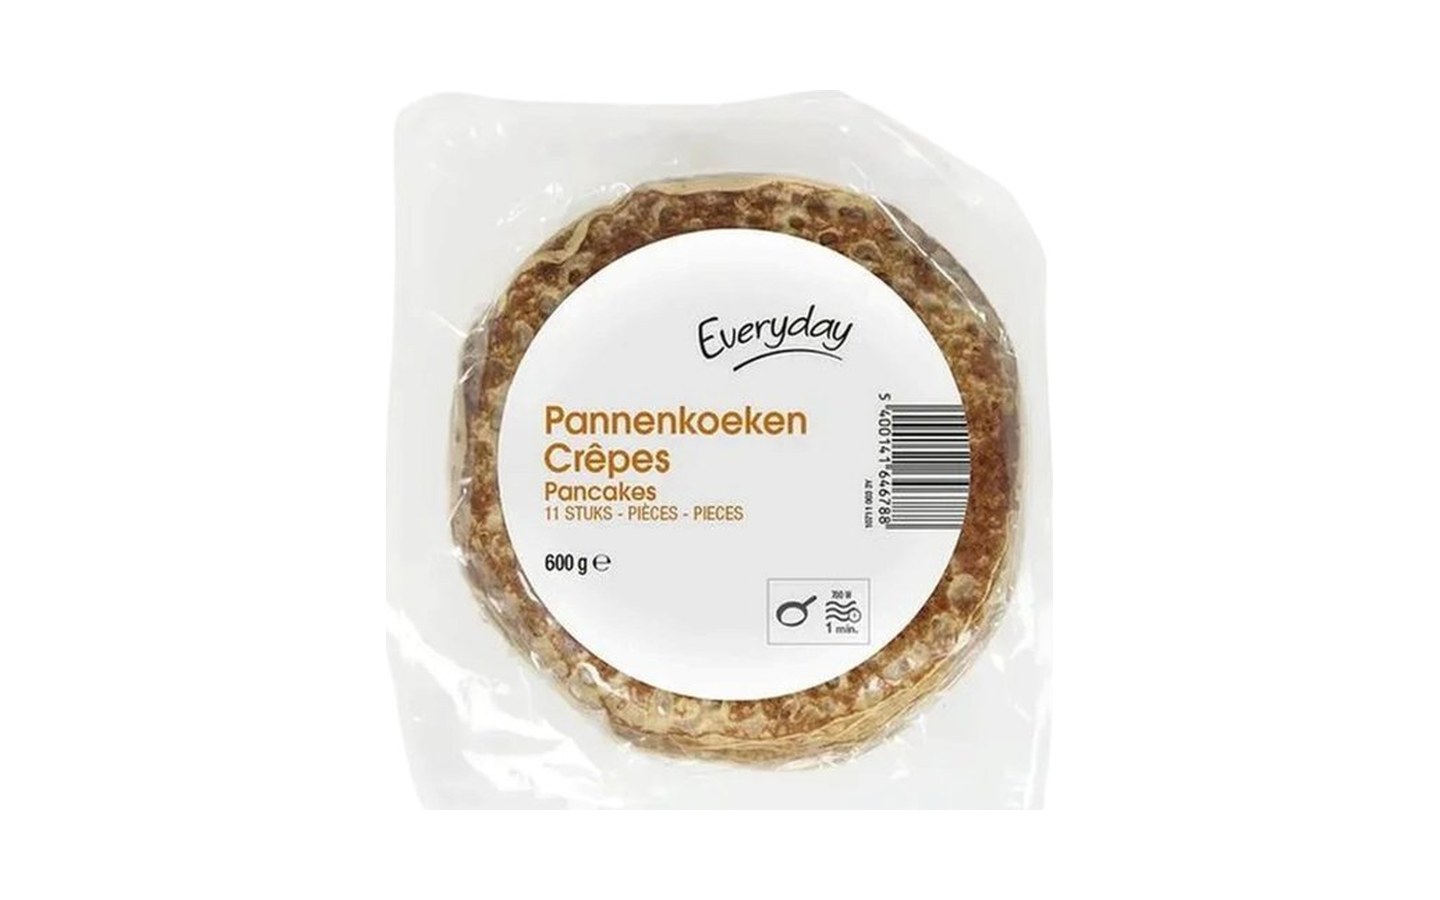 Everyday
Pannenkoeken
Crêpes
Pancakes
11 STUKS - PIÈCES - PIECES
600 g ℮
5 400141 646788
700 W
1 min.